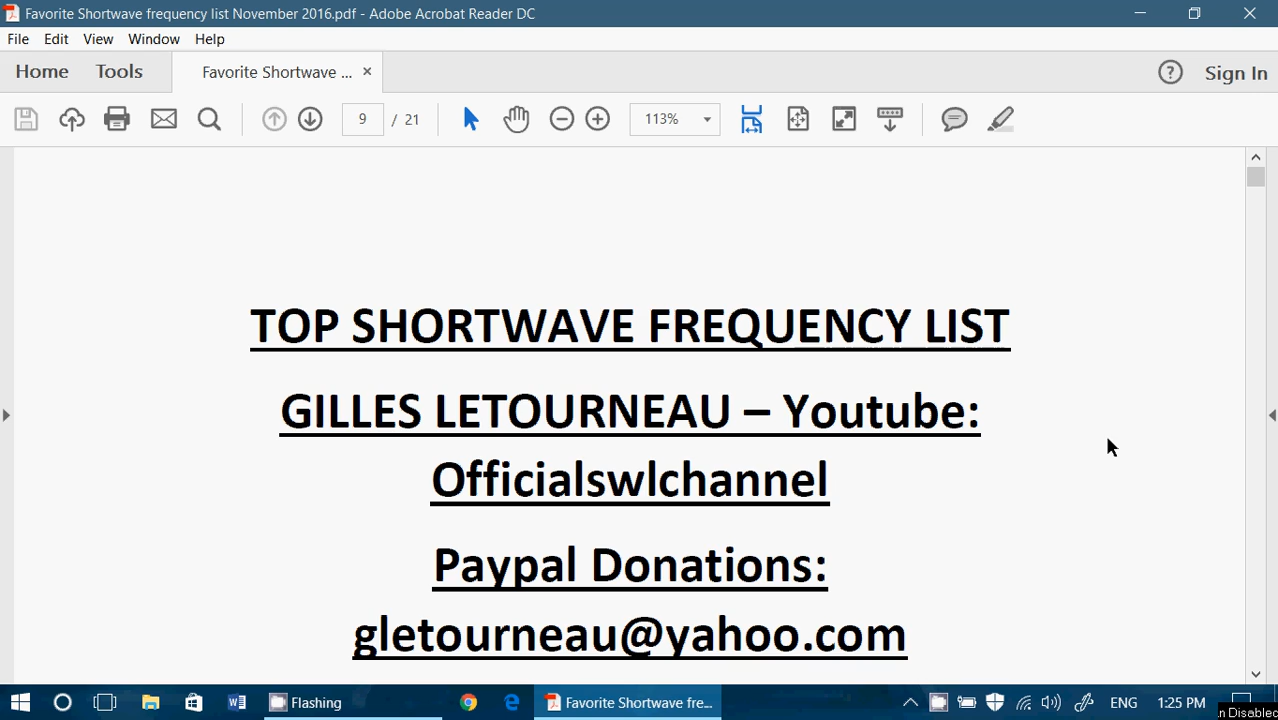 Favorite Shortwave frequency list November 2016.pdf - Adobe Acrobat Reader DC
File Edit View Window Help
Home Tools Favorite Shortwave ... × ? Sign In
9 / 21 113%
TOP SHORTWAVE FREQUENCY LIST
GILLES LETOURNEAU – Youtube:
Officialswlchannel
Paypal Donations:
gletourneau@yahoo.com
Flashing Favorite Shortwave fre... ENG 1:25 PM
n Disabled